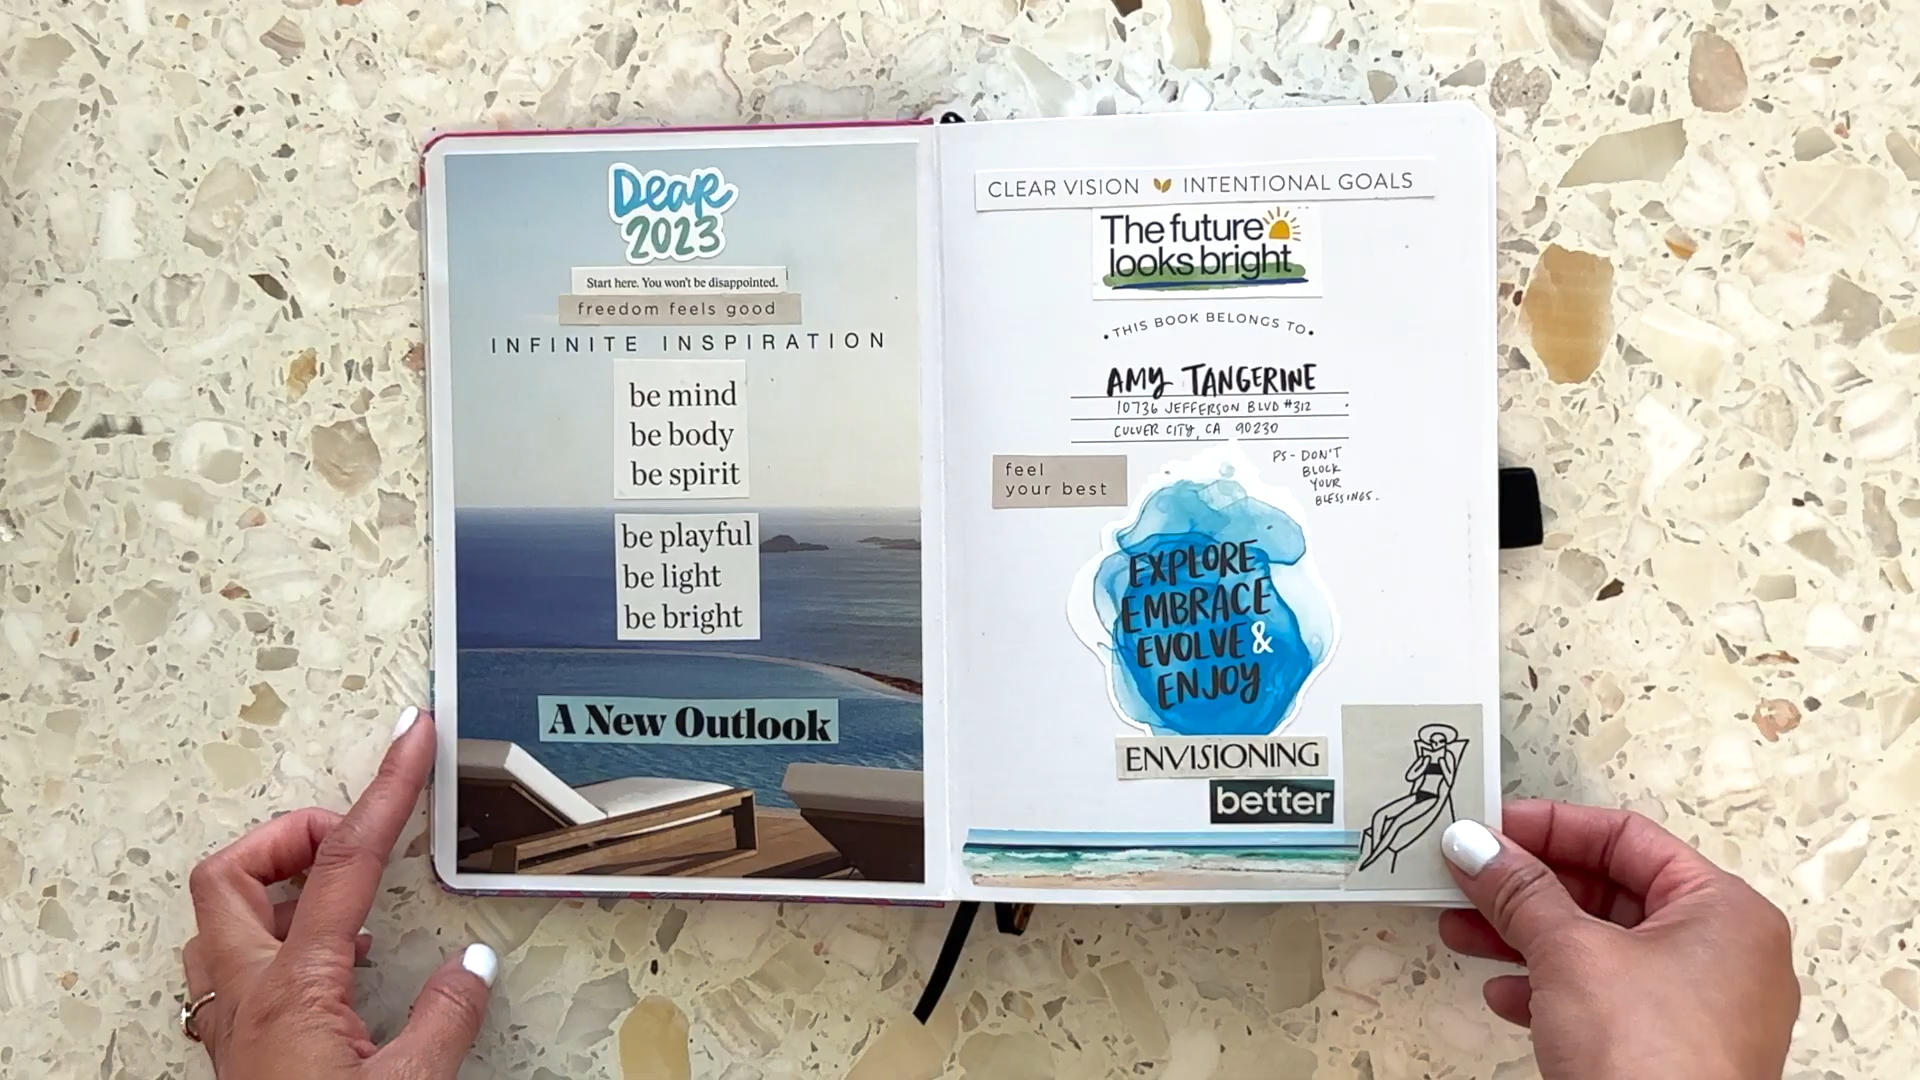 Dear
2023
Start here. You won't be disappointed.
freedom feels good
INFINITE INSPIRATION
be mind
be body
be spirit
be playful
be light
be bright
A New Outlook
CLEAR VISION INTENTIONAL GOALS
The future
looks bright
• THIS BOOK BELONGS TO •
AMY TANGERINE
10736 JEFFERSON BLVD #312
CULVER CITY, CA 90230
PS - DON'T
BLOCK
YOUR
BLESSINGS.
feel
your best
EXPLORE
EMBRACE
EVOLVE &
ENJOY
ENVISIONING
better